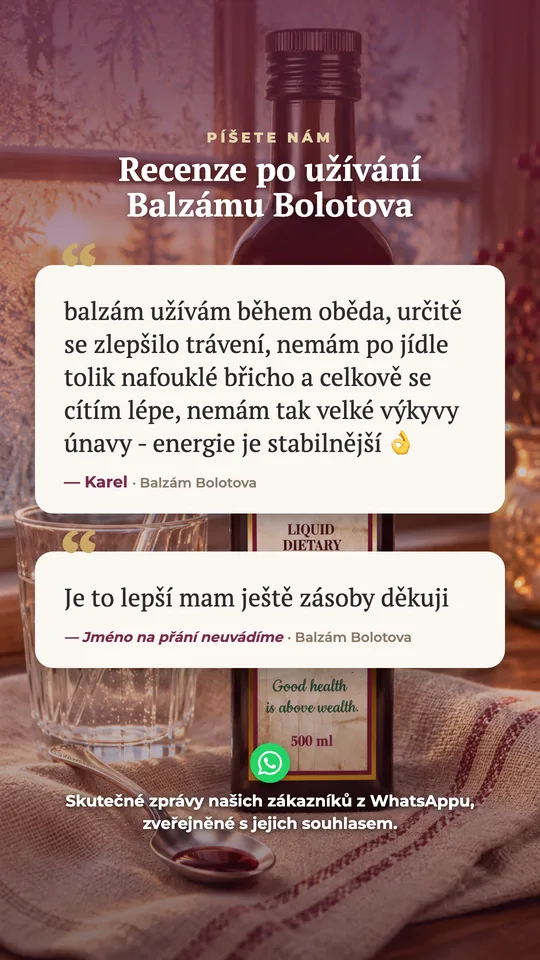 PÍŠETE NÁM
Recenze po užívání
Balzámu Bolotova
“
balzám užívám během oběda, určitě
se zlepšilo trávení, nemám po jídle
tolik nafouklé břicho a celkově se
cítím lépe, nemám tak velké výkyvy
únavy - energie je stabilnější 👌
— Karel · Balzám Bolotova
LIQUID
DIETARY
“
Je to lepší mam ještě zásoby děkuji
— Jméno na přání neuvádíme · Balzám Bolotova
Good health
is above wealth.
500 ml
Skutečné zprávy našich zákazníků z WhatsAppu,
zveřejněné s jejich souhlasem.